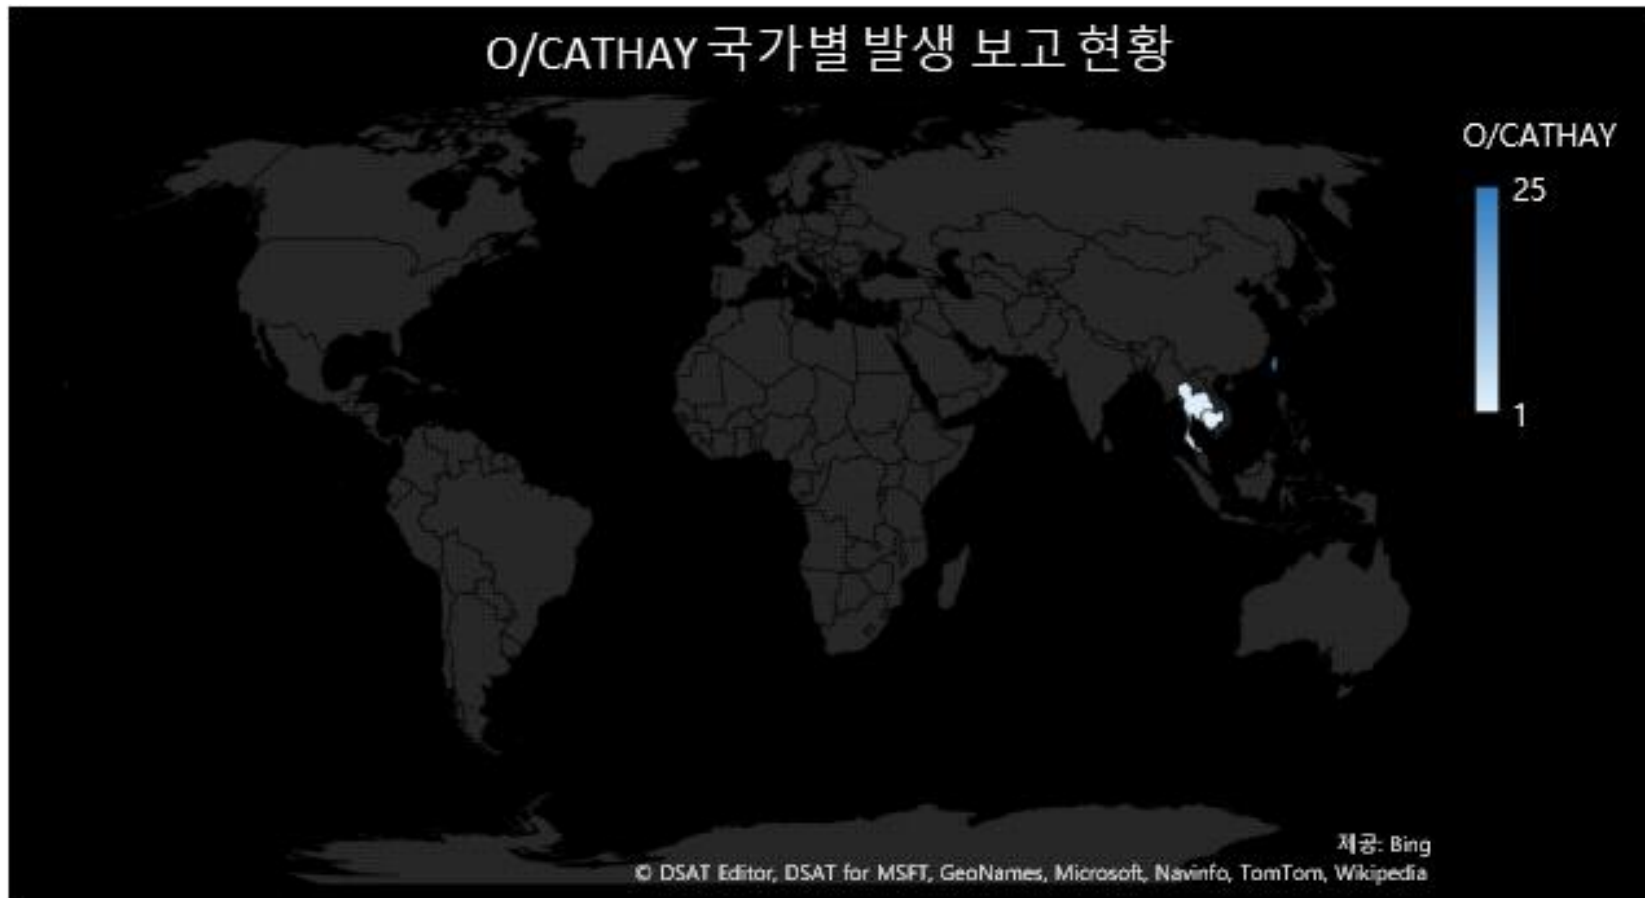 O/CATHAY 국가별 발생 보고 현황
O/CATHAY
25
1
제공: Bing
© DSAT Editor, DSAT for MSFT, GeoNames, Microsoft, Navinfo, TomTom, Wikipedia